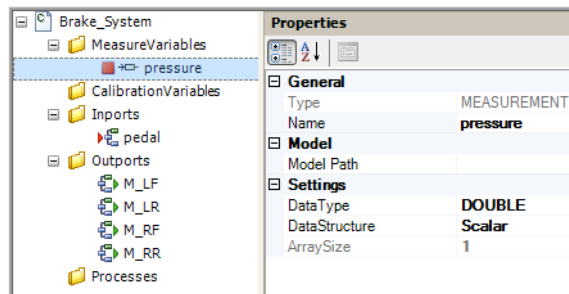 Brake_System
MeasureVariables
pressure
CalibrationVariables
Inports
pedal
Outports
M_LF
M_LR
M_RF
M_RR
Processes
Properties
General
Type MEASUREMENT
Name pressure
Model
Model Path
Settings
DataType DOUBLE
DataStructure Scalar
ArraySize 1